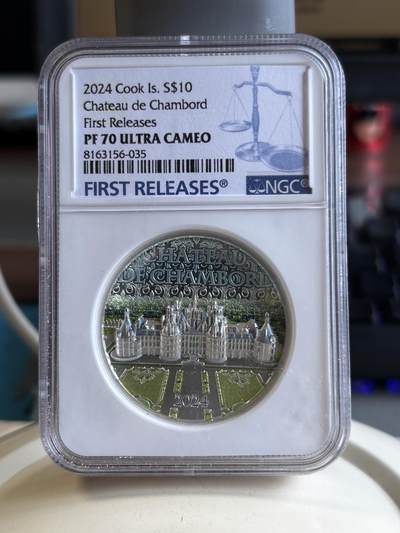 2024 Cook Is. S$10
Chateau de Chambord
First Releases
PF 70 ULTRA CAMEO
8163156-035
FIRST RELEASES®
NGC®
CHÂTEAU
DE CHAMBORD
2024